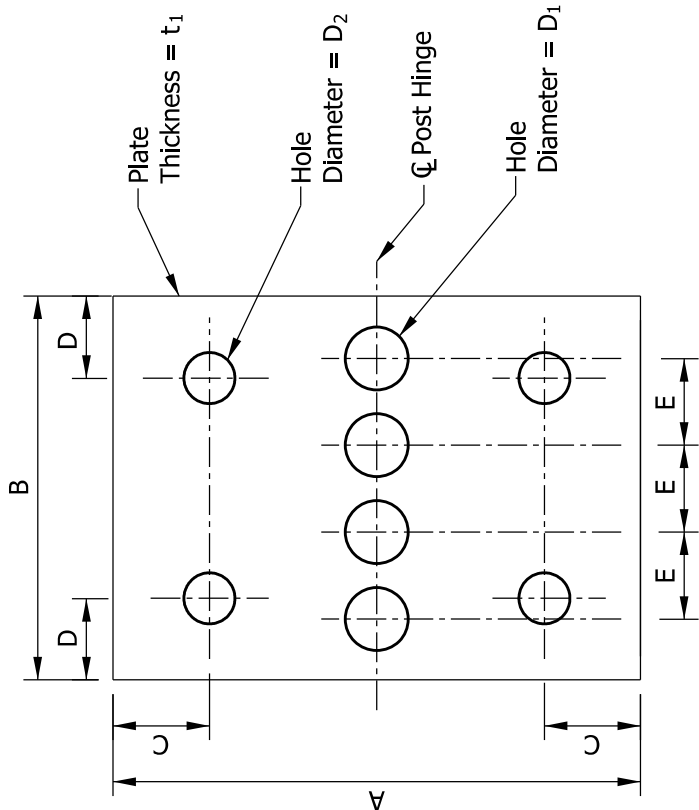 Plate
Thickness = t₁
Hole
Diameter = D₂
℄ Post Hinge
Hole
Diameter = D₁
B
D
D
C
C
A
E
E
E